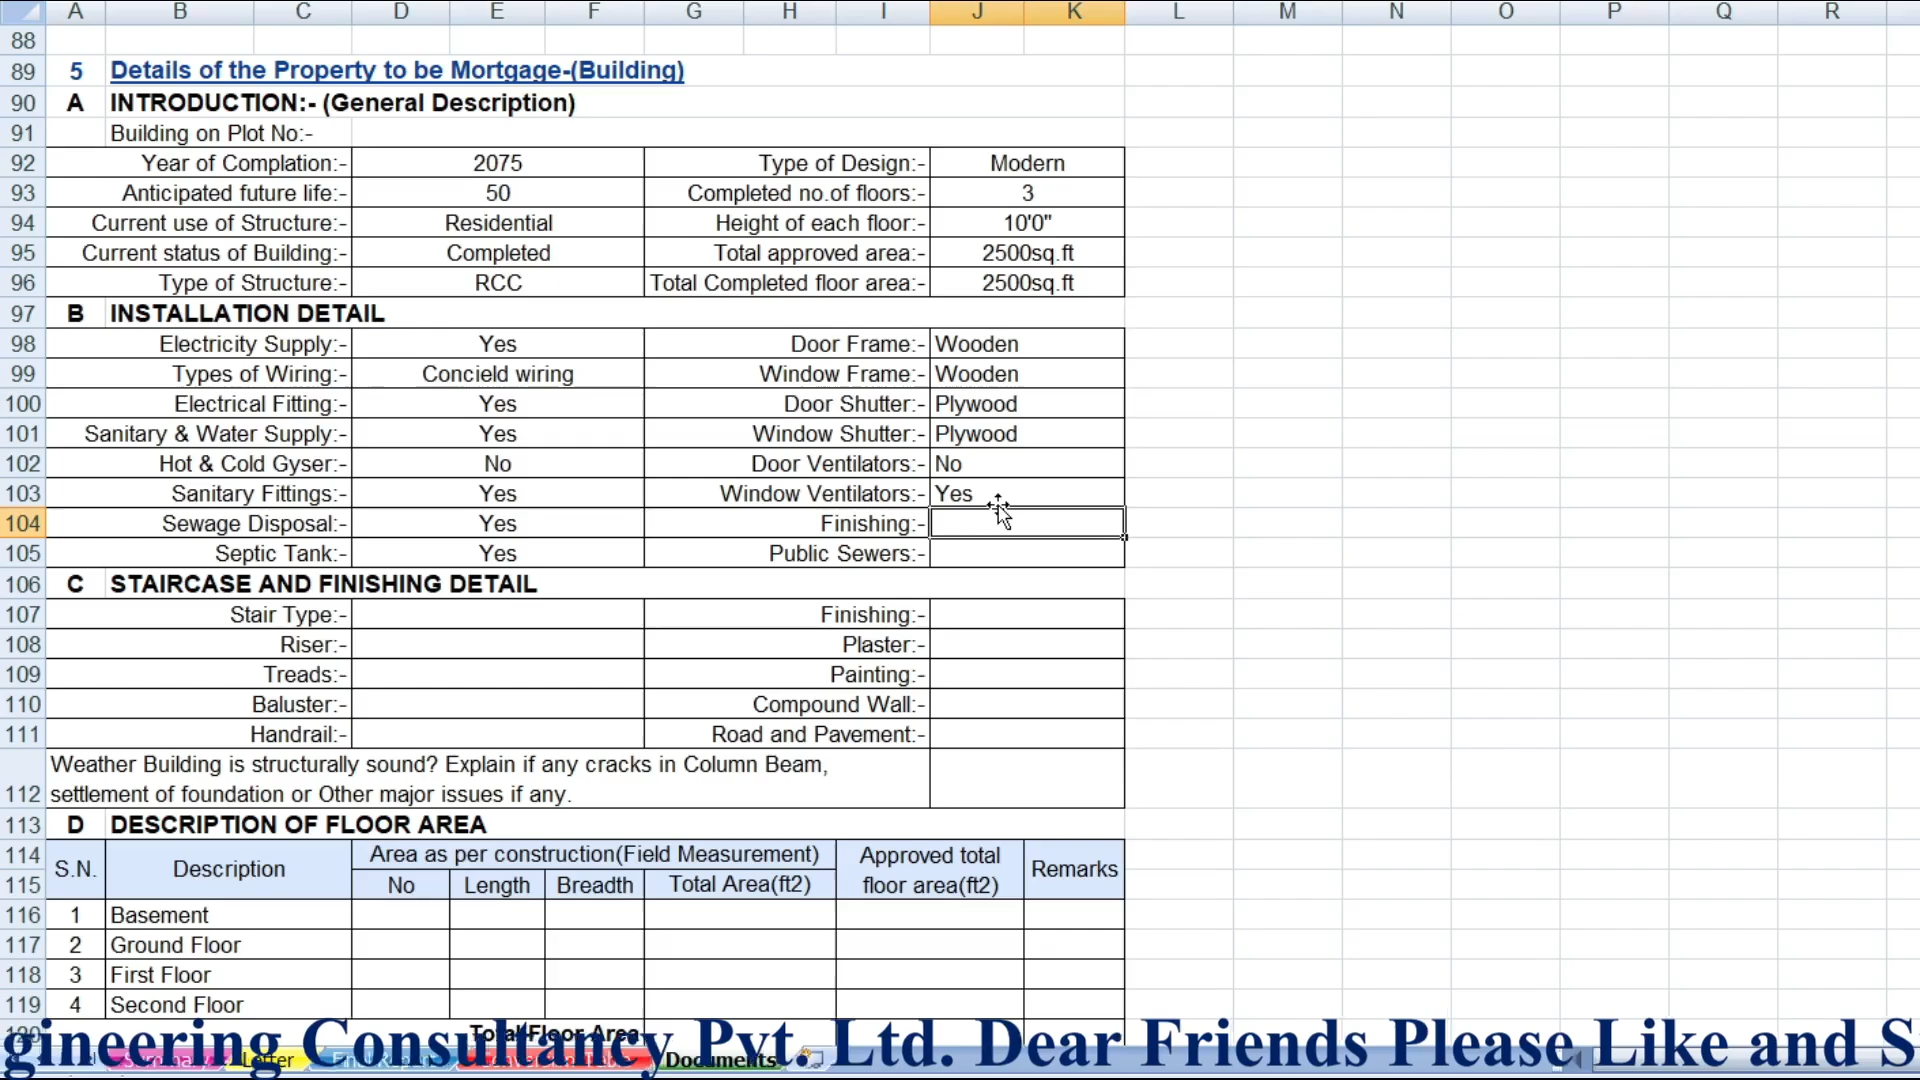 A B C D E F G H I J K L M N O P Q R
88
89 5 Details of the Property to be Mortgage-(Building)
90 A INTRODUCTION:- (General Description)
91 Building on Plot No:-
92 Year of Complation:- 2075 Type of Design:- Modern
93 Anticipated future life:- 50 Completed no.of floors:- 3
94 Current use of Structure:- Residential Height of each floor:- 10'0"
95 Current status of Building:- Completed Total approved area:- 2500sq.ft
96 Type of Structure:- RCC Total Completed floor area:- 2500sq.ft
97 B INSTALLATION DETAIL
98 Electricity Supply:- Yes Door Frame:- Wooden
99 Types of Wiring:- Concield wiring Window Frame:- Wooden
100 Electrical Fitting:- Yes Door Shutter:- Plywood
101 Sanitary & Water Supply:- Yes Window Shutter:- Plywood
102 Hot & Cold Gyser:- No Door Ventilators:- No
103 Sanitary Fittings:- Yes Window Ventilators:- Yes
104 Sewage Disposal:- Yes Finishing:-
105 Septic Tank:- Yes Public Sewers:-
106 C STAIRCASE AND FINISHING DETAIL
107 Stair Type:- Finishing:-
108 Riser:- Plaster:-
109 Treads:- Painting:-
110 Baluster:- Compound Wall:-
111 Handrail:- Road and Pavement:-
Weather Building is structurally sound? Explain if any cracks in Column Beam,
112 settlement of foundation or Other major issues if any.
113 D DESCRIPTION OF FLOOR AREA
114 S.N. Description Area as per construction(Field Measurement) Approved total Remarks
115 No Length Breadth Total Area(ft2) floor area(ft2)
116 1 Basement
117 2 Ground Floor
118 3 First Floor
119 4 Second Floor
120 Total Floor Area
gineering Consultancy Pvt. Ltd. Dear Friends Please Like and S
Summary Letter Documents